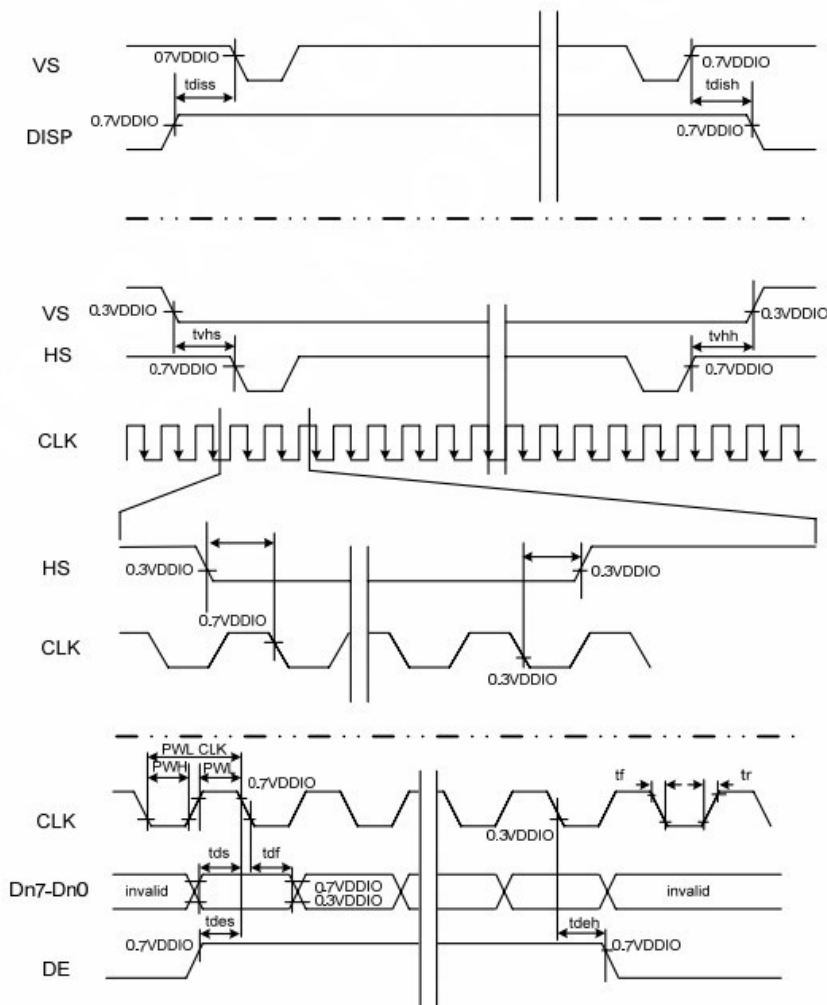 VS
07VDDIO
0.7VDDIO
tdiss
tdish
0.7VDDIO
0.7VDDIO
DISP
VS
0.3VDDIO
0.3VDDIO
tvhs
tvhh
HS
0.7VDDIO
0.7VDDIO
CLK
HS
0.3VDDIO
0.3VDDIO
0.7VDDIO
CLK
0.3VDDIO
PWL CLK
PWH
PWL
0.7VDDIO
tf
tr
CLK
0.3VDDIO
tds
tdf
Dn7-Dn0
invalid
0.7VDDIO
0.3VDDIO
invalid
tdes
tdeh
0.7VDDIO
0.7VDDIO
DE